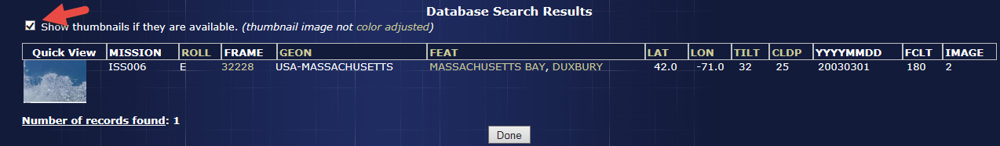 Database Search Results
Show thumbnails if they are available. (thumbnail image not color adjusted)
Quick View MISSION ROLL FRAME GEON FEAT LAT LON TILT CLDP YYYYMMDD FCLT IMAGE
ISS006 E 32228 USA-MASSACHUSETTS MASSACHUSETTS BAY, DUXBURY 42.0 -71.0 32 25 20030301 180 2
Number of records found: 1
Done